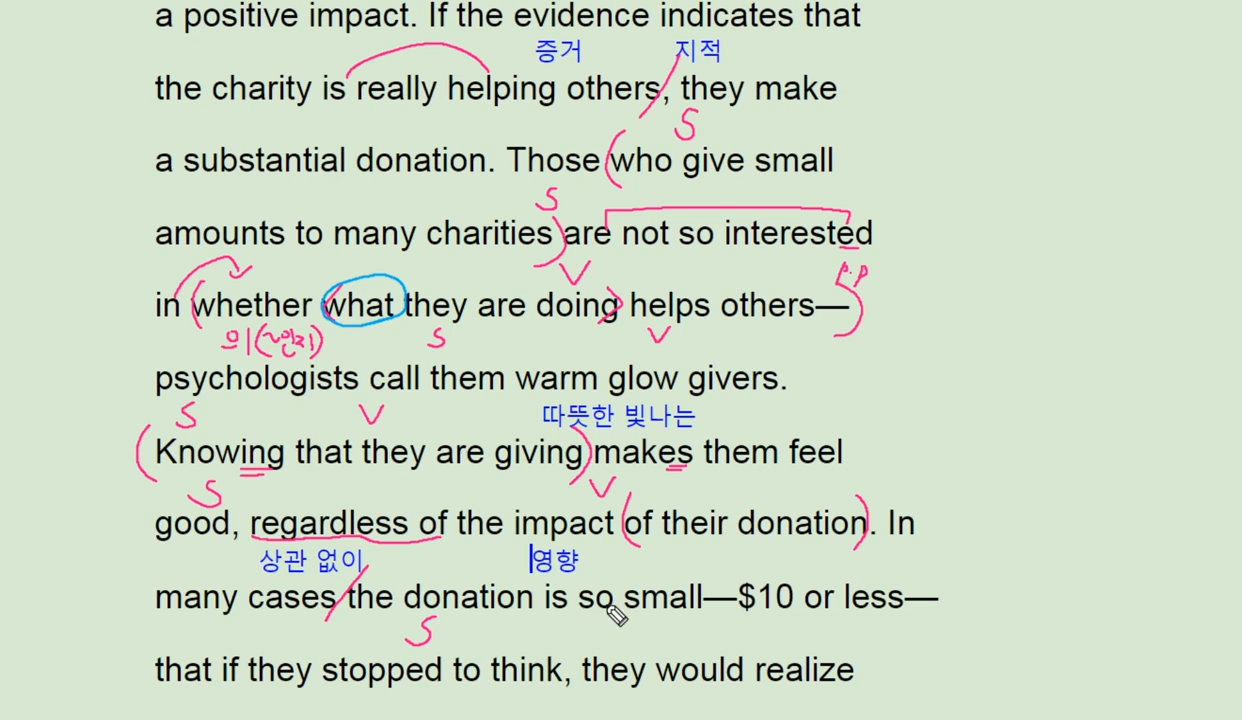 a positive impact. If the evidence indicates that
증거 지적
the charity is really helping others, they make
S
a substantial donation. Those (who give small
S
amounts to many charities) are not so interested
V p.p
in (whether what they are doing> helps others—)
의(~인지) S V
psychologists call them warm glow givers.
S V 따뜻한 빛나는
(Knowing that they are giving) makes them feel
S V
good, regardless of the impact (of their donation). In
상관 없이 영향
many cases/the donation is so small—$10 or less—
S
that if they stopped to think, they would realize